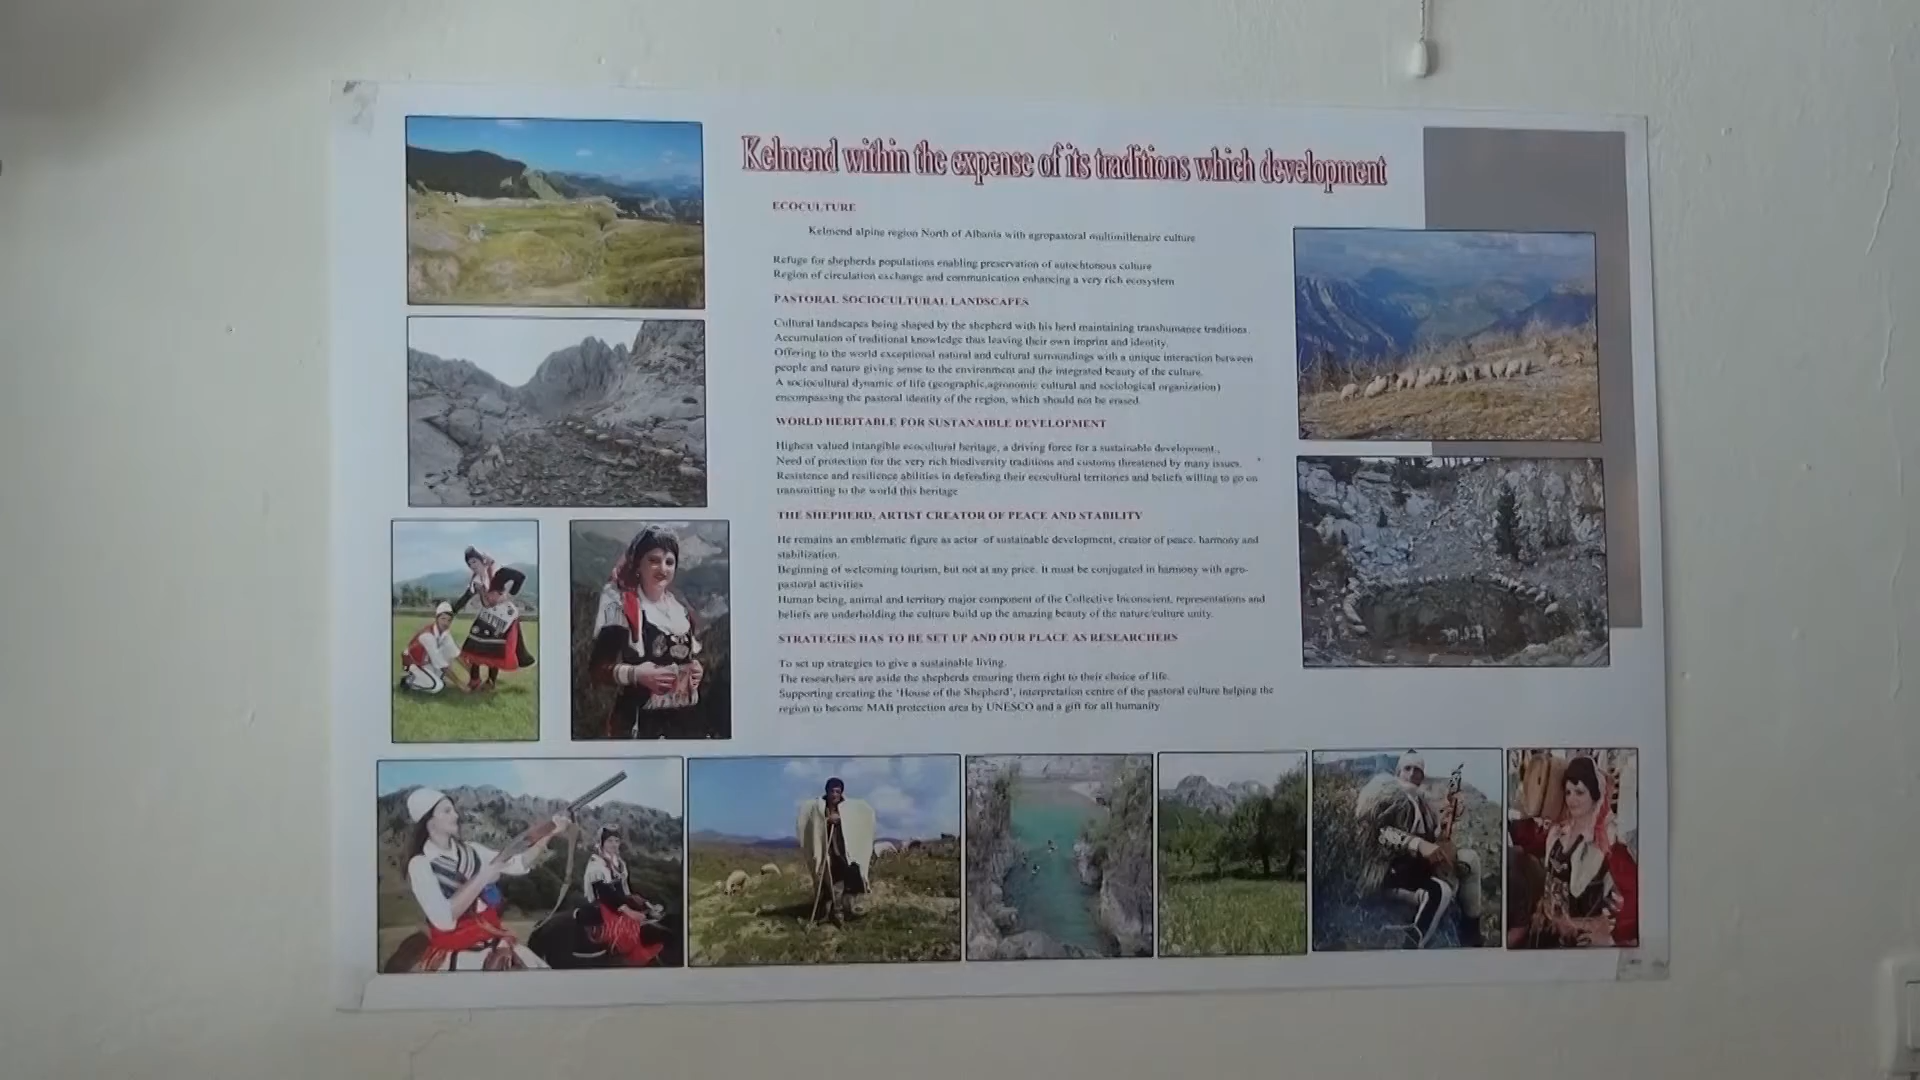 Kelmend within the expense of its traditions which development
ECOCULTURE
Kelmend alpine region North of Albania with agropastoral multimillenaire culture
Refuge for shepherds populations enabling preservation of autochtonous culture
Region of circulation exchange and communication enhancing a very rich ecosystem
PASTORAL SOCIOCULTURAL LANDSCAPES
Cultural landscapes being shaped by the shepherd with his herd maintaining transhumance traditions.
Accumulation of traditional knowledge thus leaving their own imprint and identity.
Offering to the world exceptional natural and cultural surroundings with a unique interaction between
people and nature giving sense to the environment and the integrated beauty of the culture.
A sociocultural dynamic of life (geographic,agronomic cultural and sociological organization)
encompassing the pastoral identity of the region, which should not be erased.
WORLD HERITABLE FOR SUSTANAIBLE DEVELOPMENT
Highest valued intangible ecocultural heritage, a driving force for a sustainable development.,
Need of protection for the very rich biodiversity traditions and customs threatened by many issues.
Resistence and resilience abilities in defending their ecocultural territories and beliefs willing to go on
transmitting to the world this heritage
THE SHEPHERD, ARTIST CREATOR OF PEACE AND STABILITY
He remains an emblematic figure as actor of sustainable development, creator of peace, harmony and
stabilization.
Beginning of welcoming tourism, but not at any price. It must be conjugated in harmony with agro-
pastoral activities
Human being, animal and territory major component of the Collective Inconscient, representations and
beliefs are underholding the culture build up the amazing beauty of the nature/culture unity.
STRATEGIES HAS TO BE SET UP AND OUR PLACE AS RESEARCHERS
To set up strategies to give a sustainable living.
The researchers are aside the shepherds ensuring them right to their choice of life.
Supporting creating the 'House of the Shepherd', interpretation centre of the pastoral culture helping the
region to become MAB protection area by UNESCO and a gift for all humanity